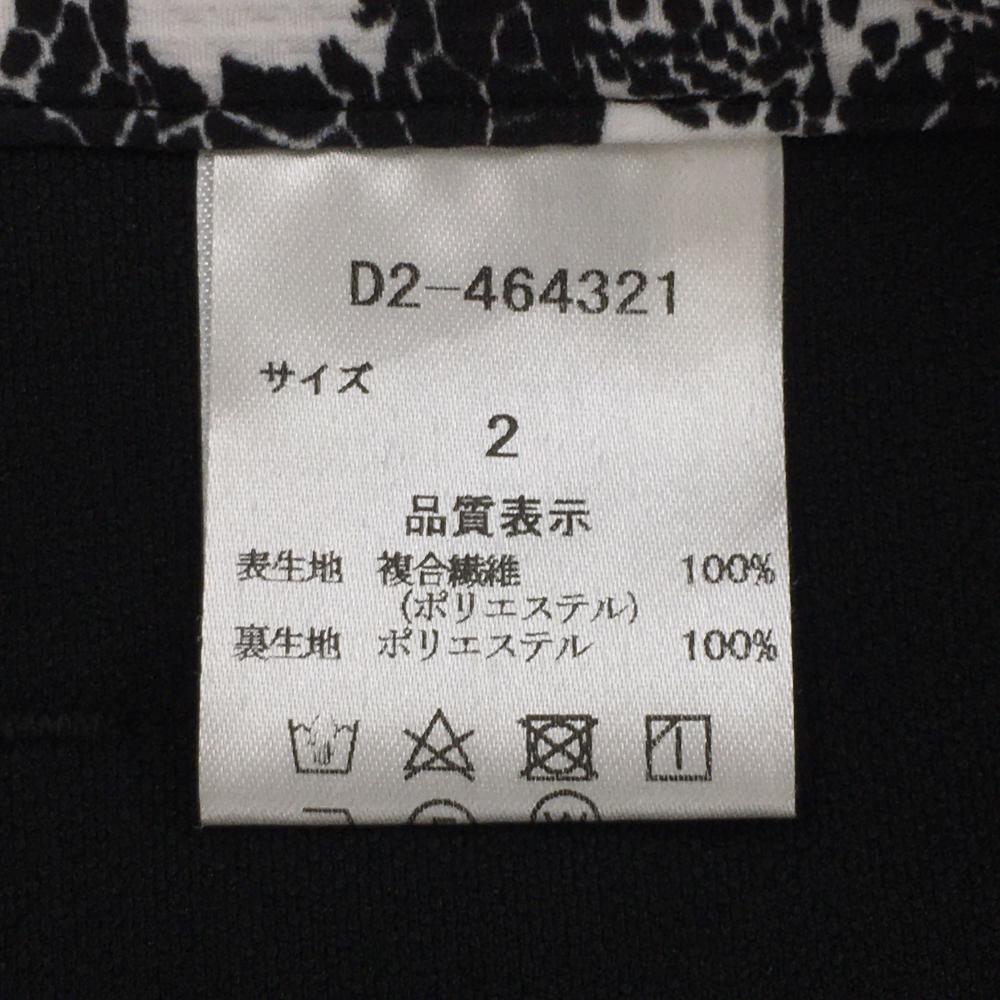 D2-464321
サイズ
2
品質表示
表生地 複合繊維 100%
(ポリエステル)
裏生地 ポリエステル 100%